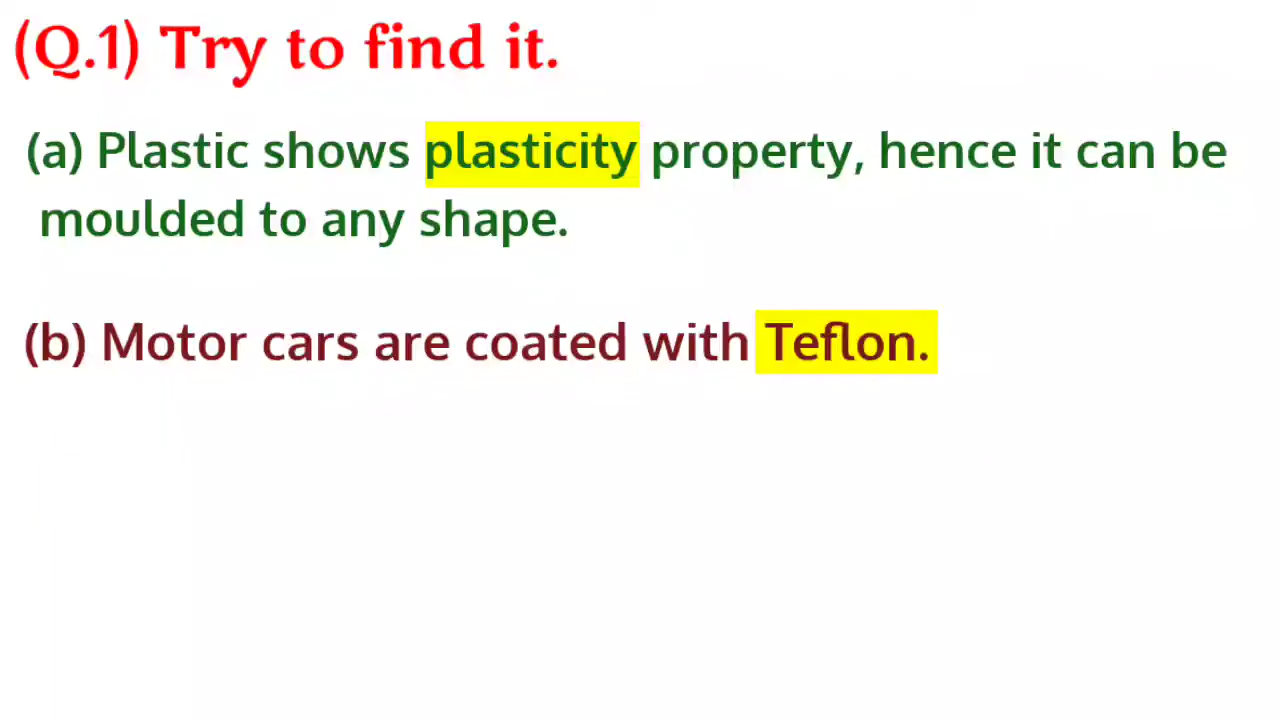 (Q.1) Try to find it.
(a) Plastic shows plasticity property, hence it can be
moulded to any shape.
(b) Motor cars are coated with Teflon.